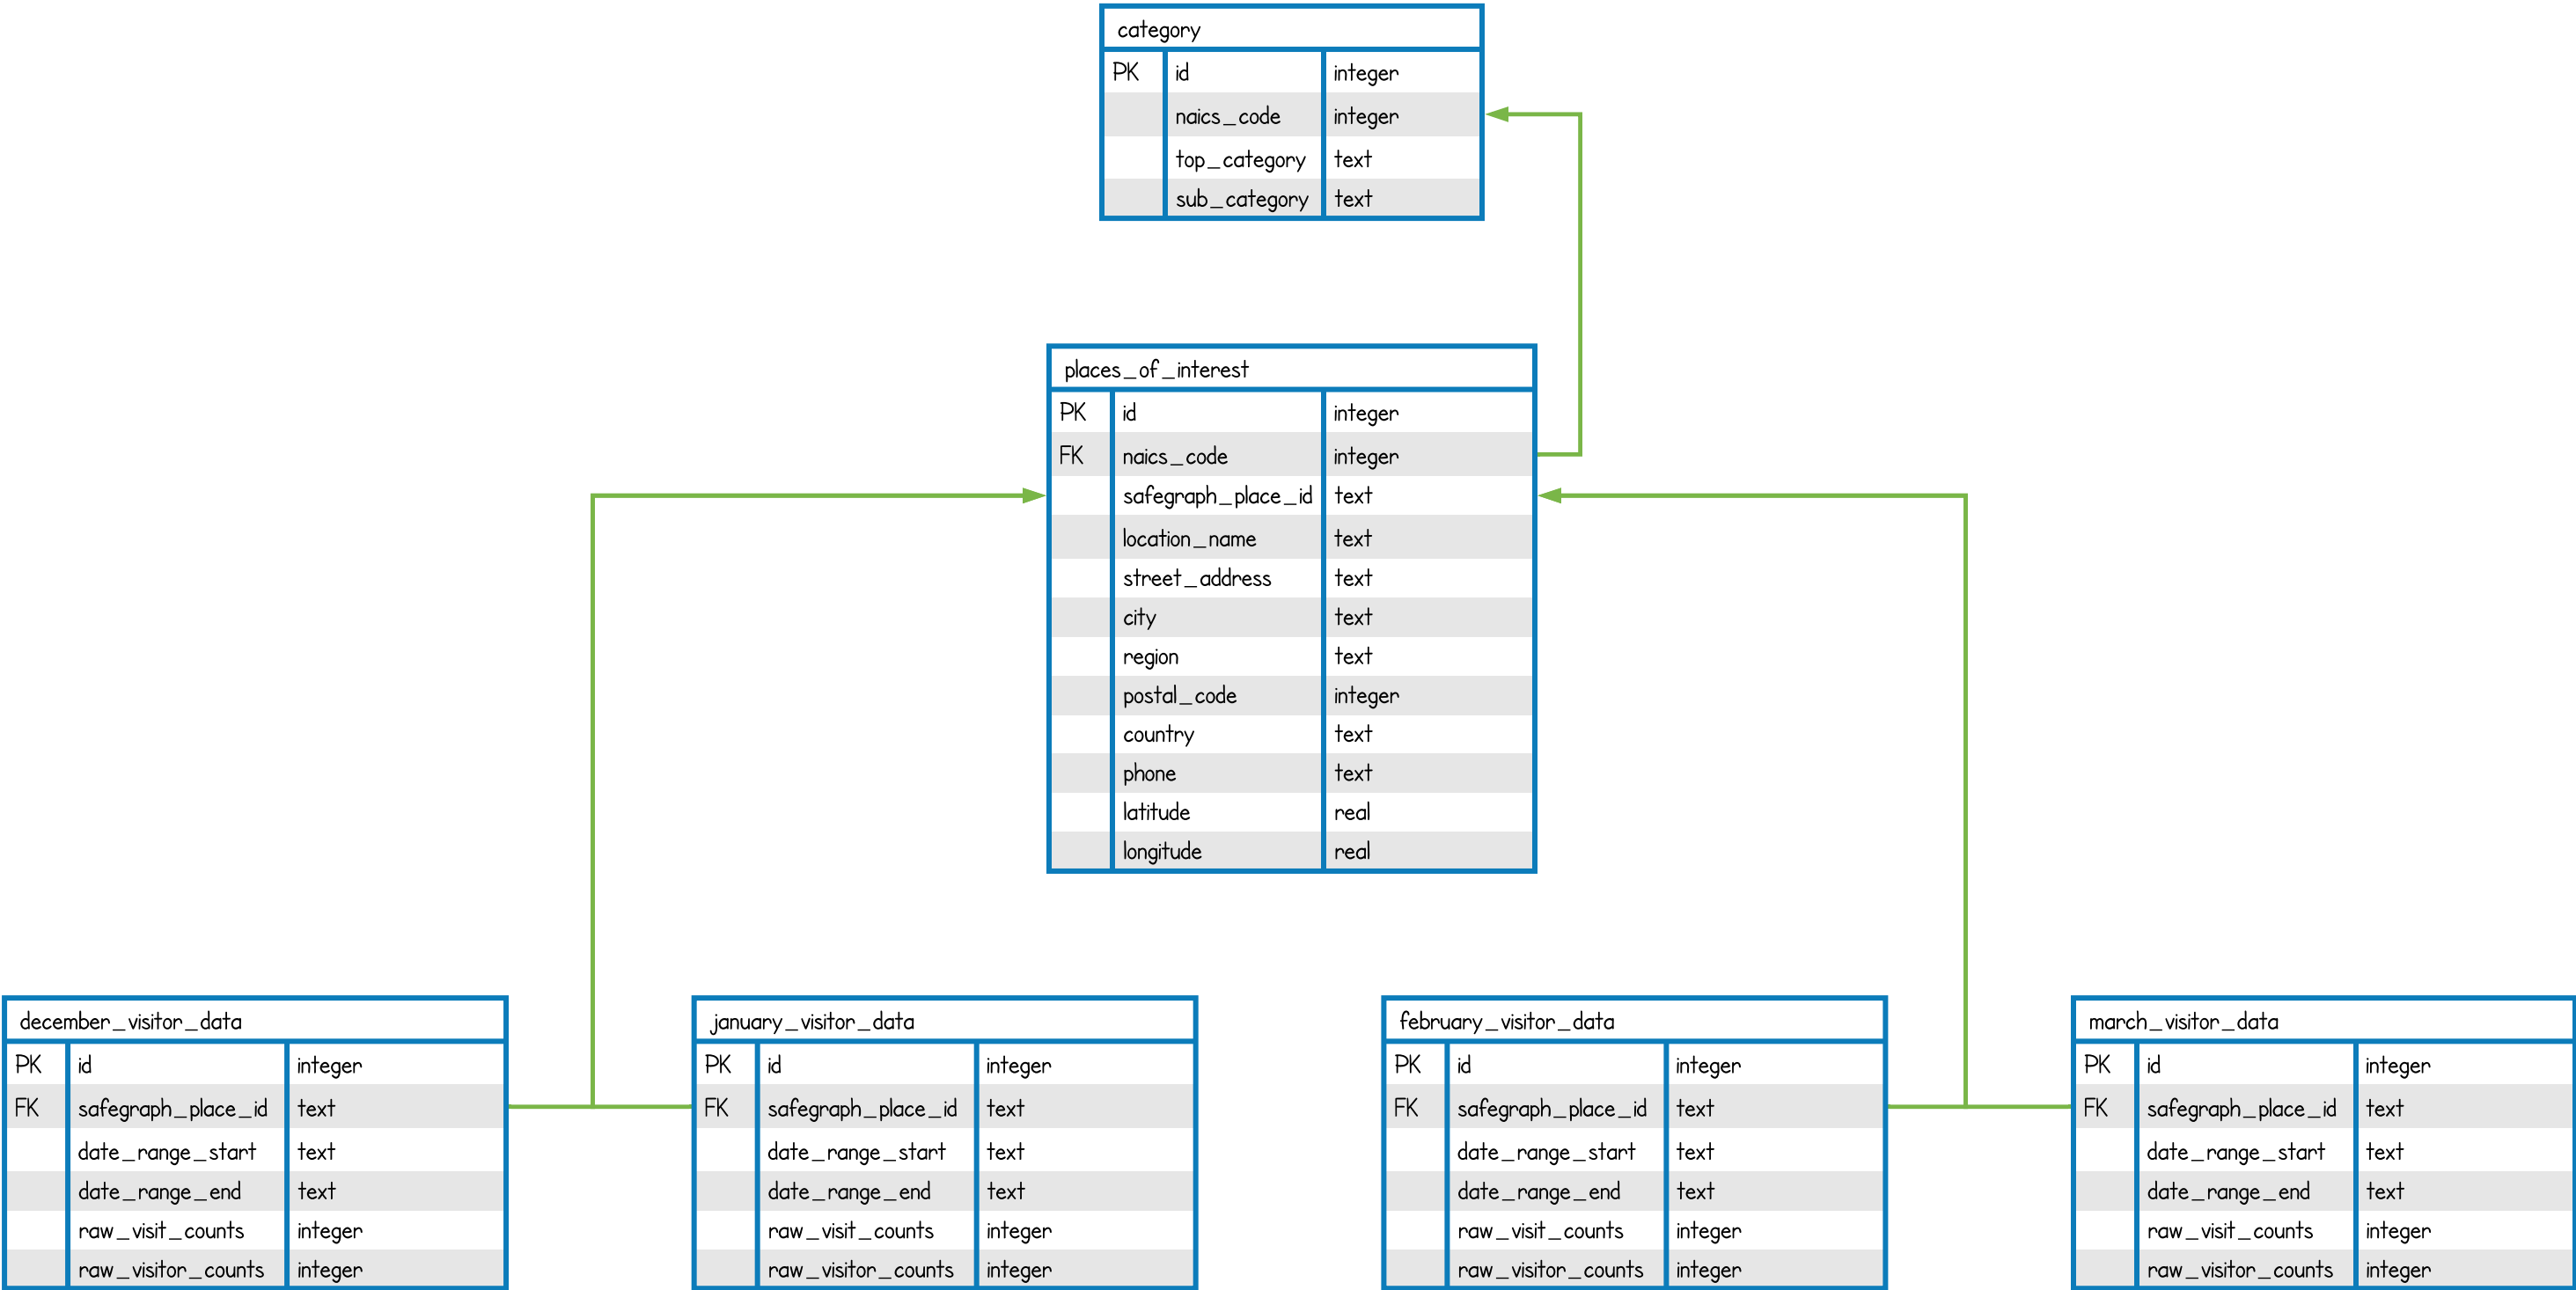 category
PK id integer
naics_code integer
top_category text
sub_category text
places_of_interest
PK id integer
FK naics_code integer
safegraph_place_id text
location_name text
street_address text
city text
region text
postal_code integer
country text
phone text
latitude real
longitude real
december_visitor_data
PK id integer
FK safegraph_place_id text
date_range_start text
date_range_end text
raw_visit_counts integer
raw_visitor_counts integer
january_visitor_data
PK id integer
FK safegraph_place_id text
date_range_start text
date_range_end text
raw_visit_counts integer
raw_visitor_counts integer
february_visitor_data
PK id integer
FK safegraph_place_id text
date_range_start text
date_range_end text
raw_visit_counts integer
raw_visitor_counts integer
march_visitor_data
PK id integer
FK safegraph_place_id text
date_range_start text
date_range_end text
raw_visit_counts integer
raw_visitor_counts integer